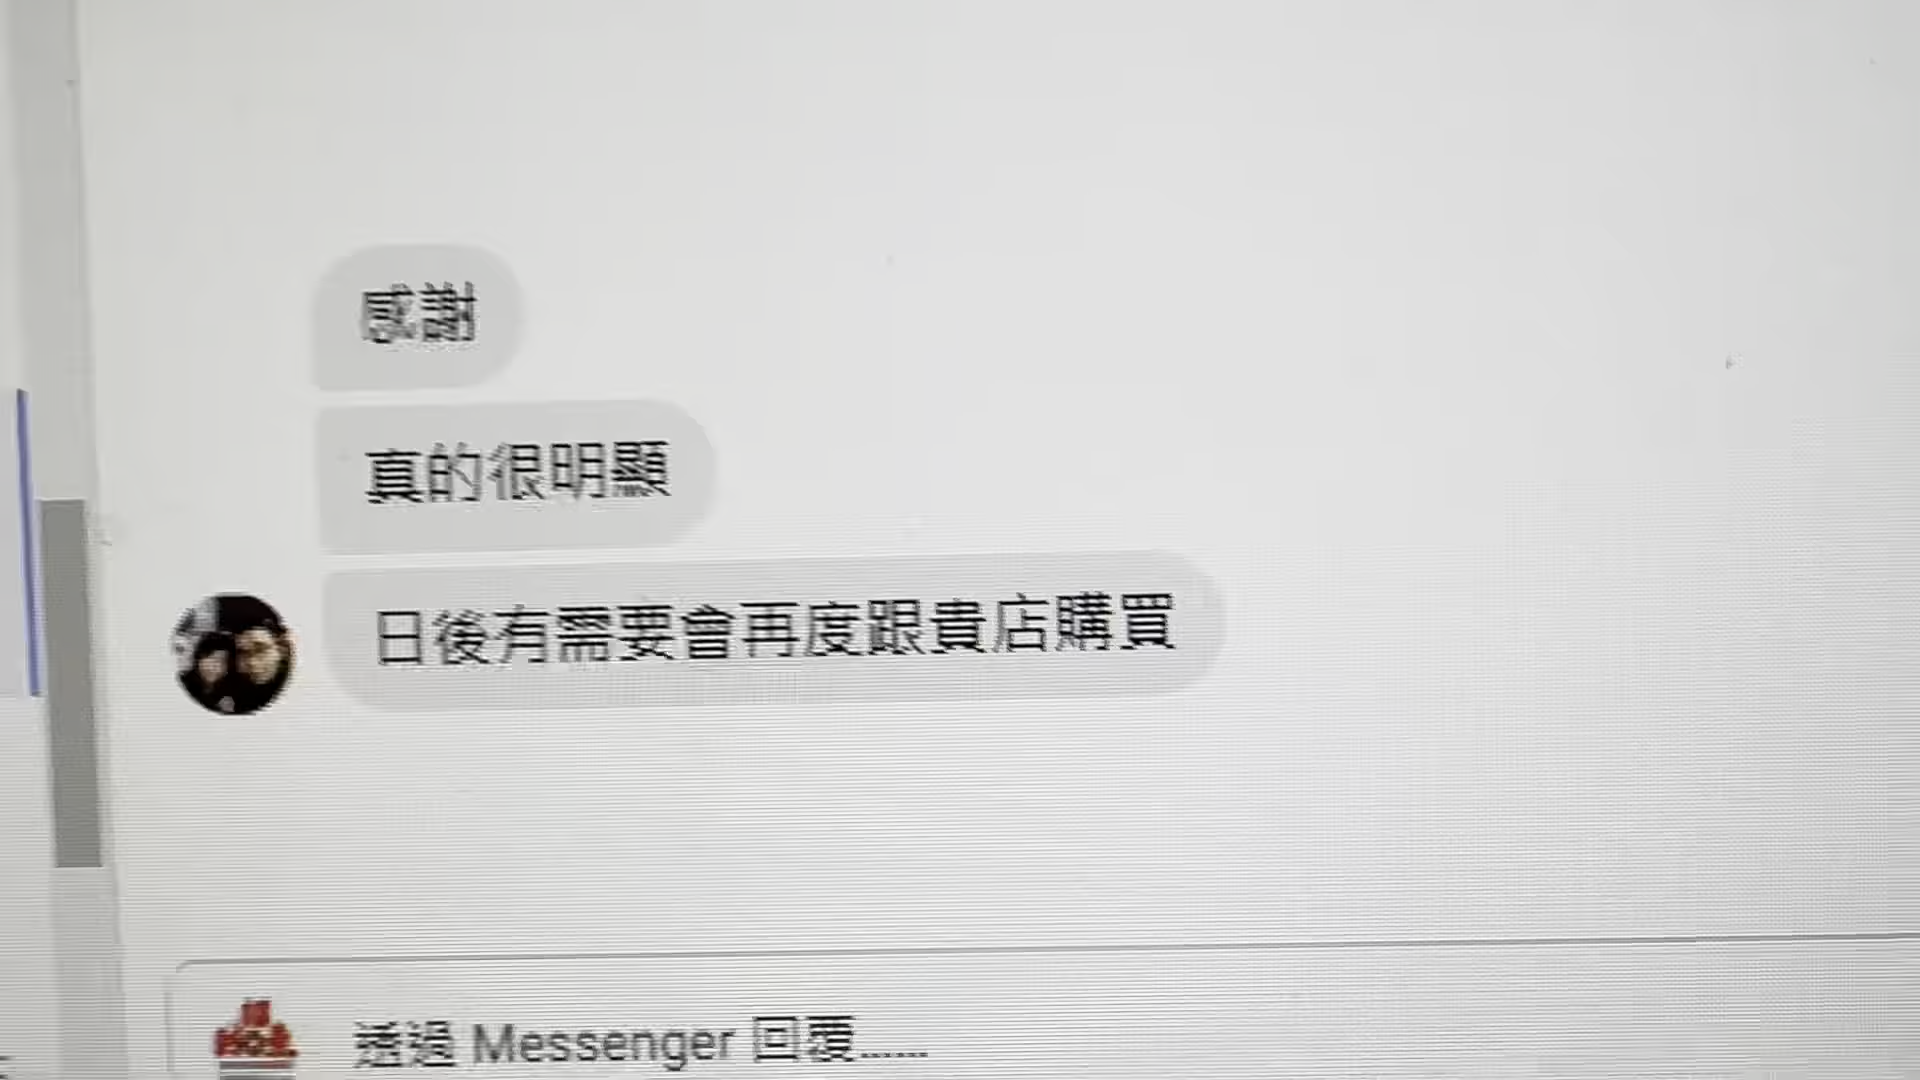 感謝
真的很明顯
日後有需要會再度跟貴店購買
透過 Messenger 回覆......